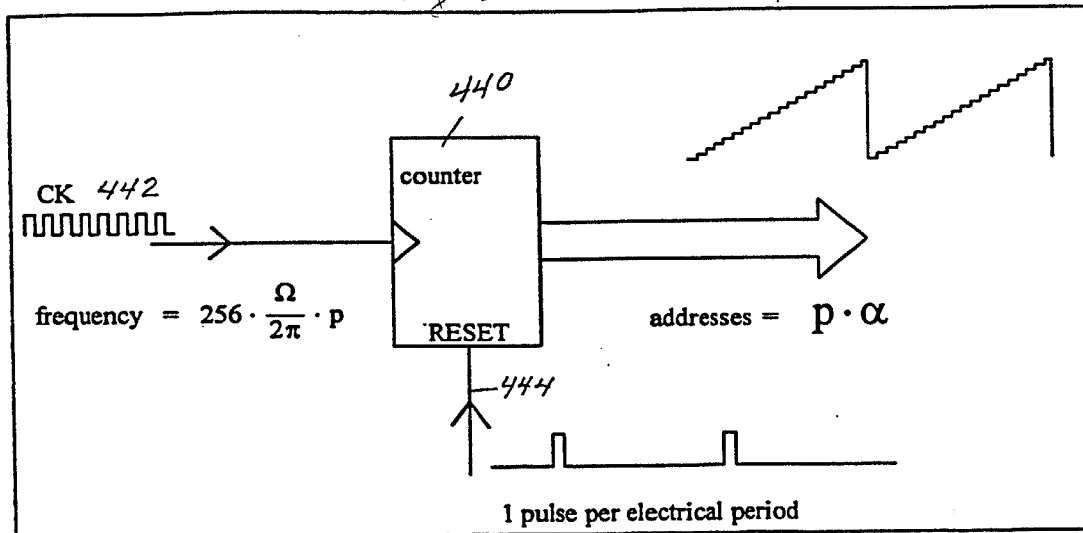 440
counter
CK 442
frequency = 256 · Ω/2π · p
addresses = p · α
RESET
444
1 pulse per electrical period